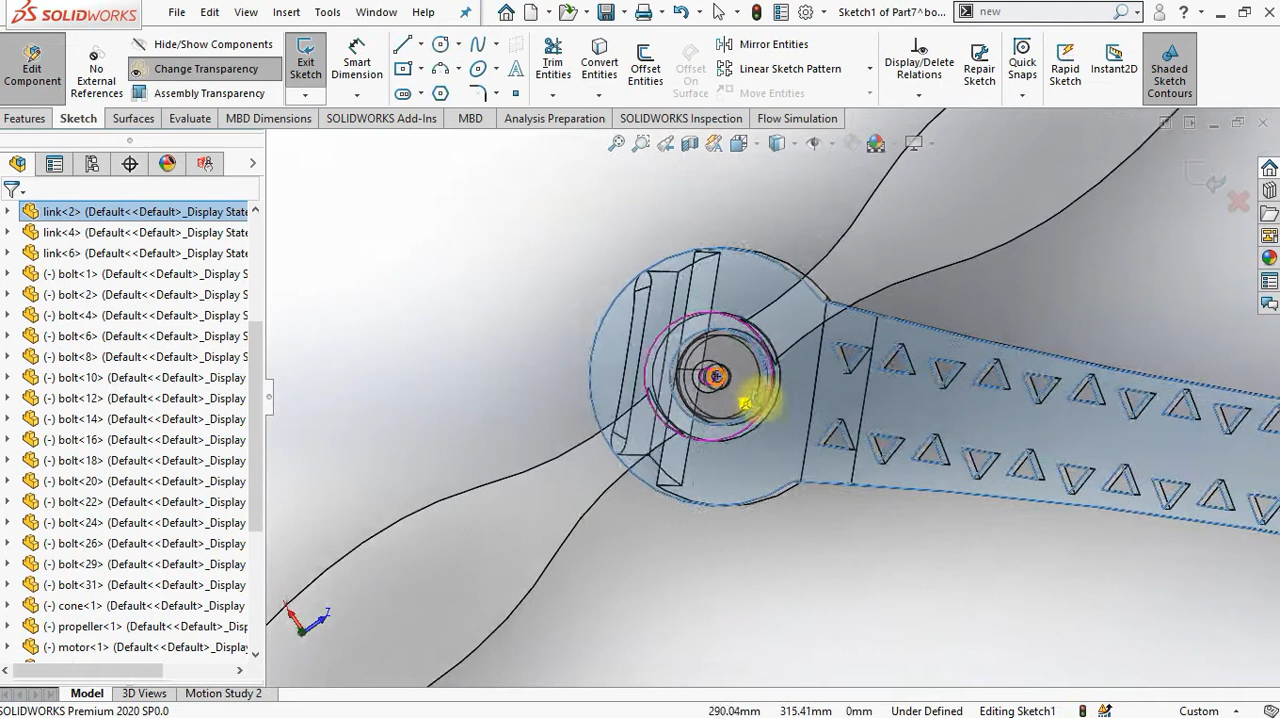 SOLIDWORKS File Edit View Insert Tools Window Help Sketch1 of Part7^bo... new
Edit Component
No External References
Hide/Show Components
Change Transparency
Assembly Transparency
Exit Sketch
Smart Dimension
Trim Entities
Convert Entities
Offset Entities
Offset On Surface
Mirror Entities
Linear Sketch Pattern
Move Entities
Display/Delete Relations
Repair Sketch
Quick Snaps
Rapid Sketch
Instant2D
Shaded Sketch Contours
Features Sketch Surfaces Evaluate MBD Dimensions SOLIDWORKS Add-Ins MBD Analysis Preparation SOLIDWORKS Inspection Flow Simulation
link<2> (Default<<Default>_Display State
link<4> (Default<<Default>_Display State
link<6> (Default<<Default>_Display State
(-) bolt<1> (Default<<Default>_Display S
(-) bolt<2> (Default<<Default>_Display S
(-) bolt<4> (Default<<Default>_Display S
(-) bolt<6> (Default<<Default>_Display S
(-) bolt<8> (Default<<Default>_Display S
(-) bolt<10> (Default<<Default>_Display
(-) bolt<12> (Default<<Default>_Display
(-) bolt<14> (Default<<Default>_Display
(-) bolt<16> (Default<<Default>_Display
(-) bolt<18> (Default<<Default>_Display
(-) bolt<20> (Default<<Default>_Display
(-) bolt<22> (Default<<Default>_Display
(-) bolt<24> (Default<<Default>_Display
(-) bolt<26> (Default<<Default>_Display
(-) bolt<29> (Default<<Default>_Display
(-) bolt<31> (Default<<Default>_Display
(-) cone<1> (Default<<Default>_Display
(-) propeller<1> (Default<<Default>_Disp
(-) motor<1> (Default<<Default>_Display
Z
Model 3D Views Motion Study 2
SOLIDWORKS Premium 2020 SP0.0 290.04mm 315.41mm 0mm Under Defined Editing Sketch1 Custom